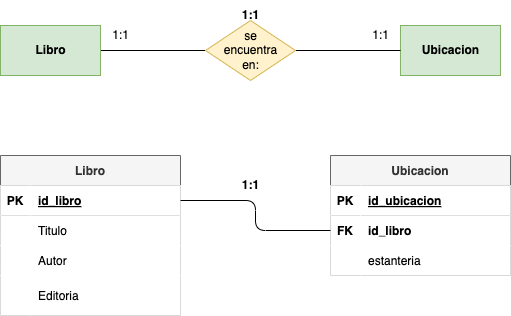 1:1
Libro
1:1
se
encuentra
en:
1:1
Ubicacion
Libro
PK id_libro
Titulo
Autor
Editoria
1:1
Ubicacion
PK id_ubicacion
FK id_libro
estanteria